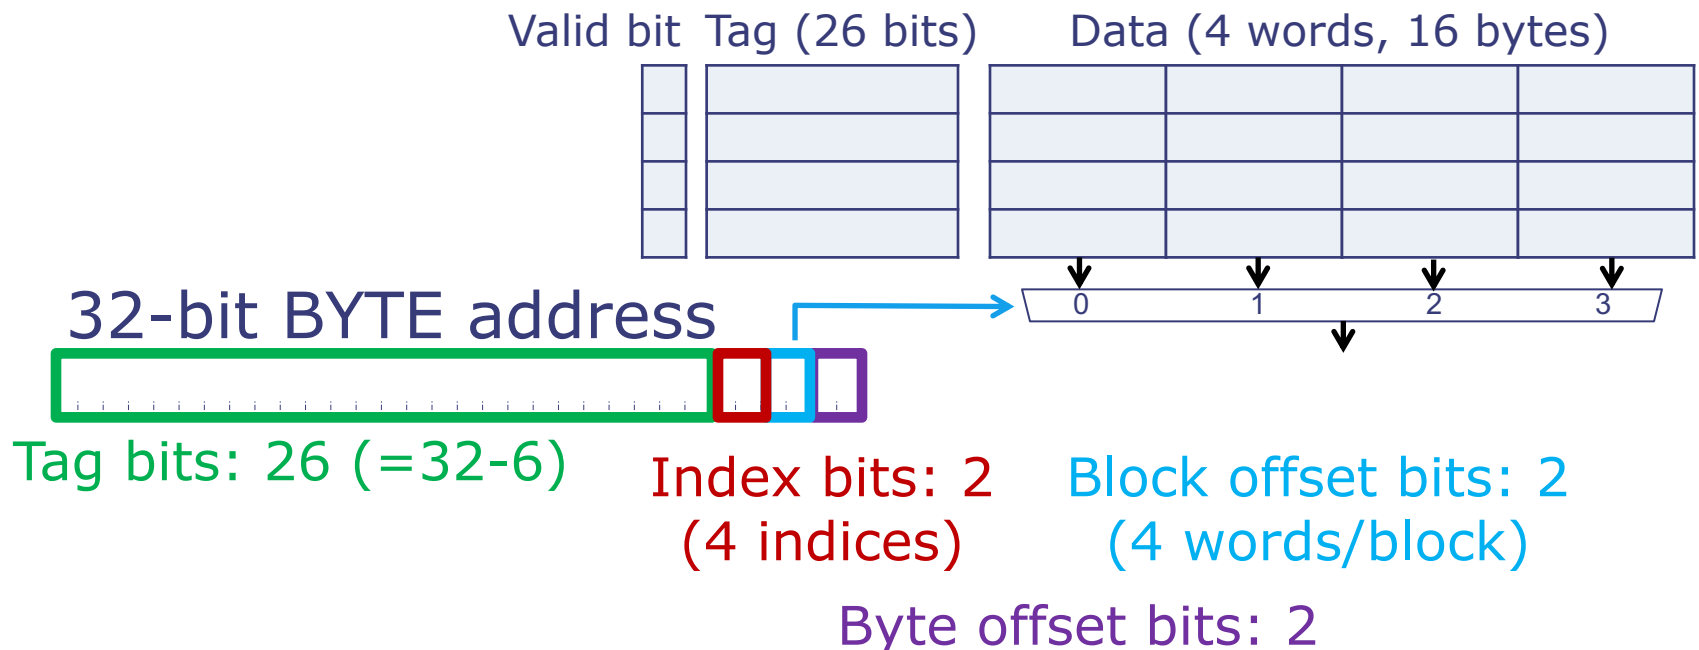 Valid bit Tag (26 bits) Data (4 words, 16 bytes)
32-bit BYTE address
0 1 2 3
Tag bits: 26 (=32-6)
Index bits: 2
(4 indices)
Block offset bits: 2
(4 words/block)
Byte offset bits: 2